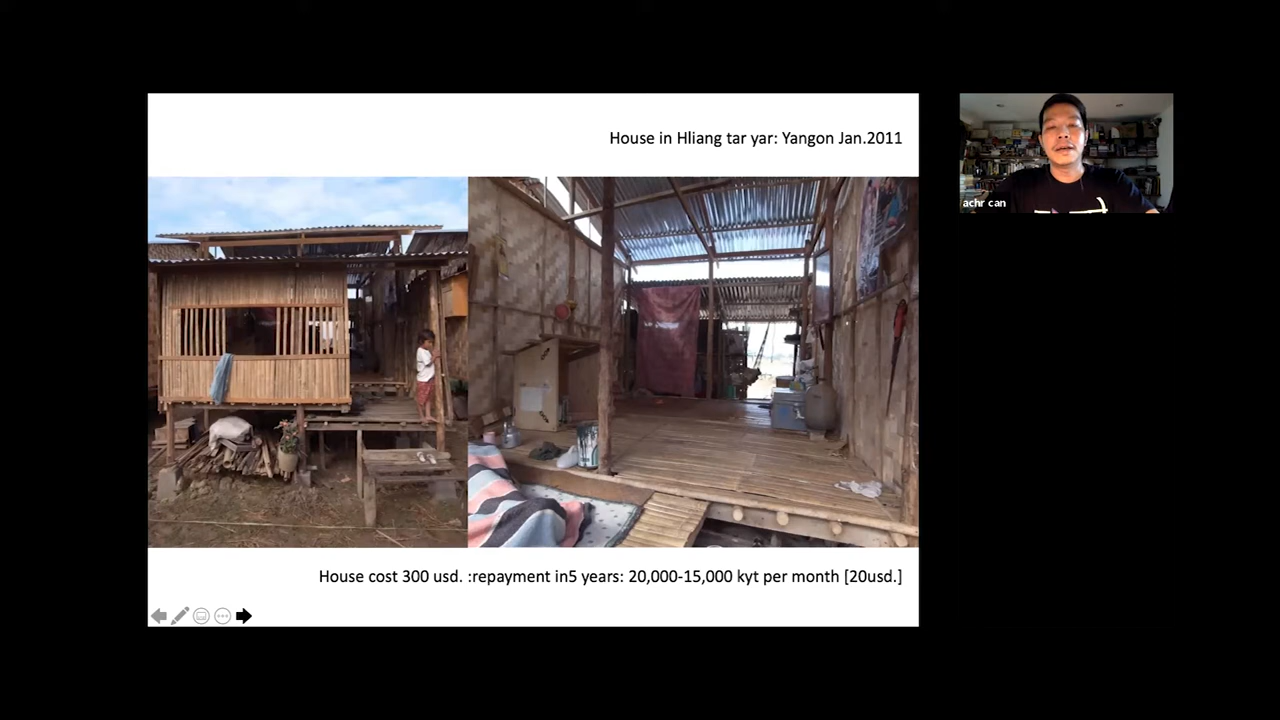 House in Hliang tar yar: Yangon Jan.2011
achr can
House cost 300 usd. :repayment in5 years: 20,000-15,000 kyt per month [20usd.]